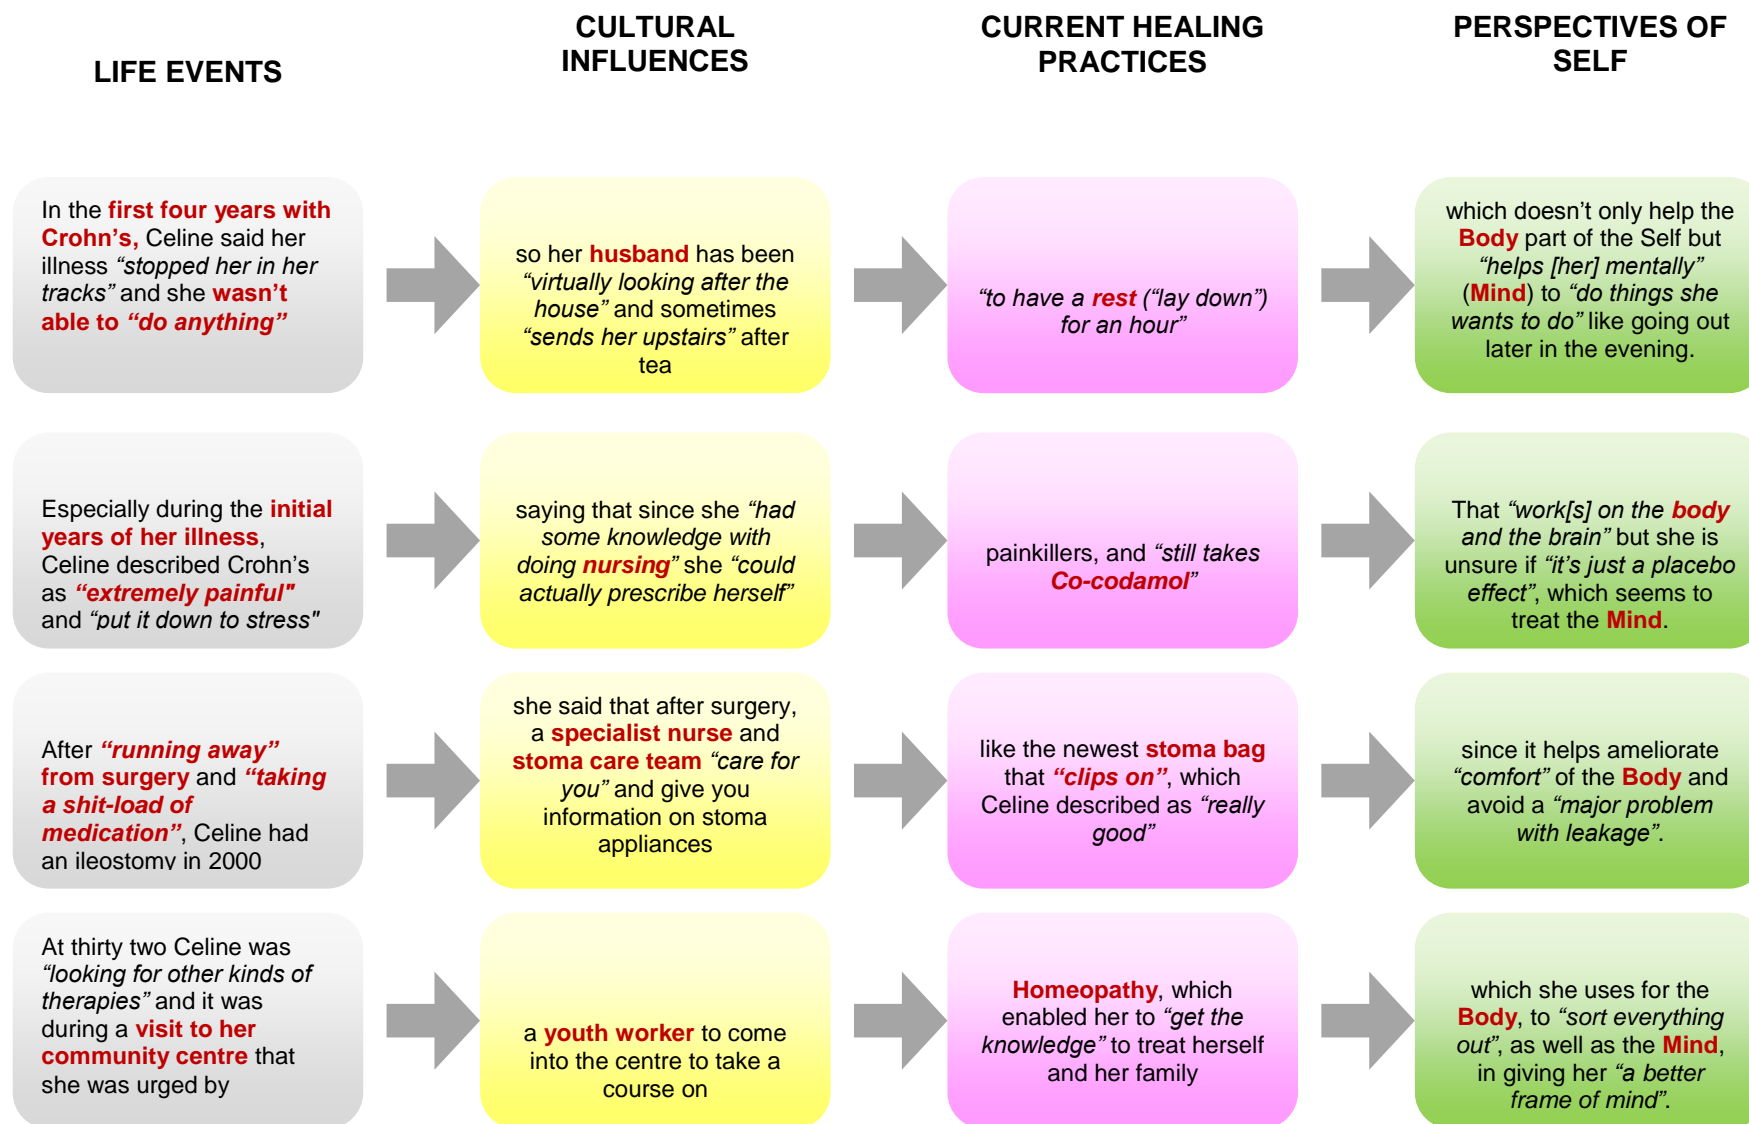 LIFE EVENTS
CULTURAL
INFLUENCES
CURRENT HEALING
PRACTICES
PERSPECTIVES OF
SELF
In the first four years with
Crohn’s, Celine said her
illness “stopped her in her
tracks” and she wasn’t
able to “do anything”
so her husband has been
“virtually looking after the
house” and sometimes
“sends her upstairs” after
tea
“to have a rest (“lay down”)
for an hour”
which doesn’t only help the
Body part of the Self but
“helps [her] mentally”
(Mind) to “do things she
wants to do” like going out
later in the evening.
Especially during the initial
years of her illness,
Celine described Crohn’s
as “extremely painful"
and “put it down to stress"
saying that since she “had
some knowledge with
doing nursing” she “could
actually prescribe herself”
painkillers, and “still takes
Co-codamol”
That “work[s] on the body
and the brain” but she is
unsure if “it’s just a placebo
effect”, which seems to
treat the Mind.
After “running away”
from surgery and “taking
a shit-load of
medication”, Celine had
an ileostomy in 2000
she said that after surgery,
a specialist nurse and
stoma care team “care for
you” and give you
information on stoma
appliances
like the newest stoma bag
that “clips on”, which
Celine described as “really
good”
since it helps ameliorate
“comfort” of the Body and
avoid a “major problem
with leakage”.
At thirty two Celine was
“looking for other kinds of
therapies” and it was
during a visit to her
community centre that
she was urged by
a youth worker to come
into the centre to take a
course on
Homeopathy, which
enabled her to “get the
knowledge” to treat herself
and her family
which she uses for the
Body, to “sort everything
out”, as well as the Mind,
in giving her “a better
frame of mind”.